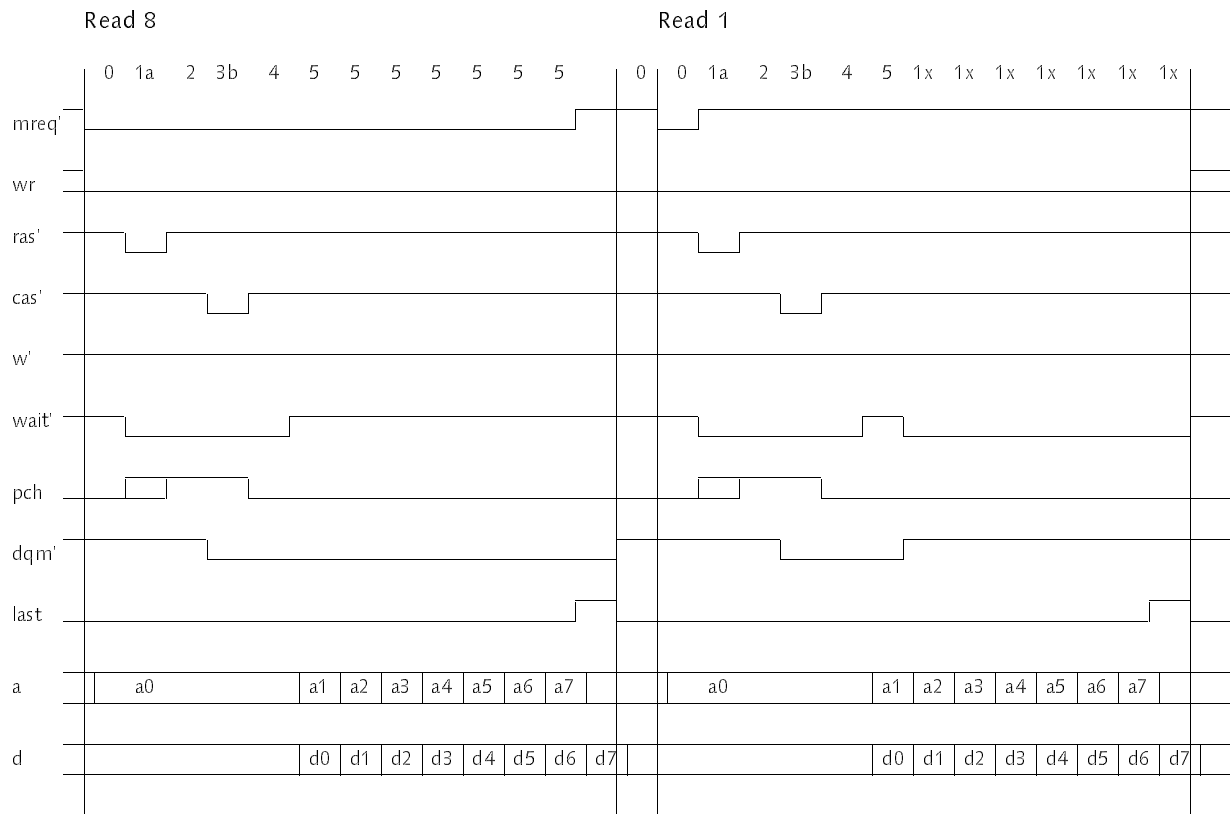 Read 8 Read 1
0 1a 2 3b 4 5 5 5 5 5 5 5 0 0 1a 2 3b 4 5 1x 1x 1x 1x 1x 1x 1x
mreq'
wr
ras'
cas'
w'
wait'
pch
dqm'
last
a a0 a1 a2 a3 a4 a5 a6 a7 a0 a1 a2 a3 a4 a5 a6 a7
d d0 d1 d2 d3 d4 d5 d6 d7 d0 d1 d2 d3 d4 d5 d6 d7